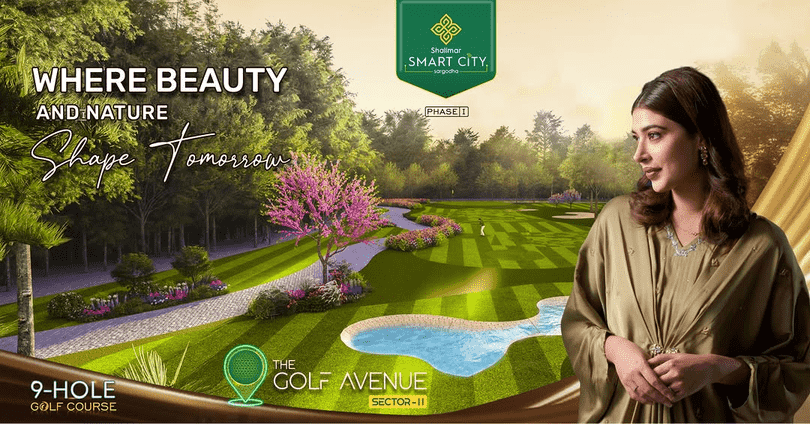 Shalimar
SMART CITY
sargodha
PHASE I
WHERE BEAUTY
AND NATURE
Shape Tomorrow
THE
GOLF AVENUE
SECTOR-II
9-HOLE
GOLF COURSE